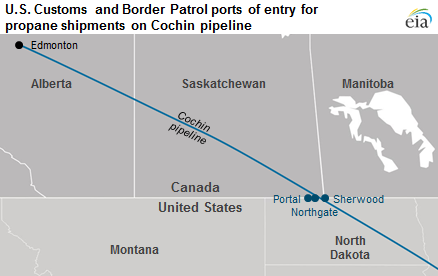 U.S. Customs and Border Patrol ports of entry for
propane shipments on Cochin pipeline
eia
Edmonton
Alberta
Saskatchewan
Manitoba
Cochin
pipeline
Canada
Portal
Sherwood
United States
Northgate
Montana
North
Dakota